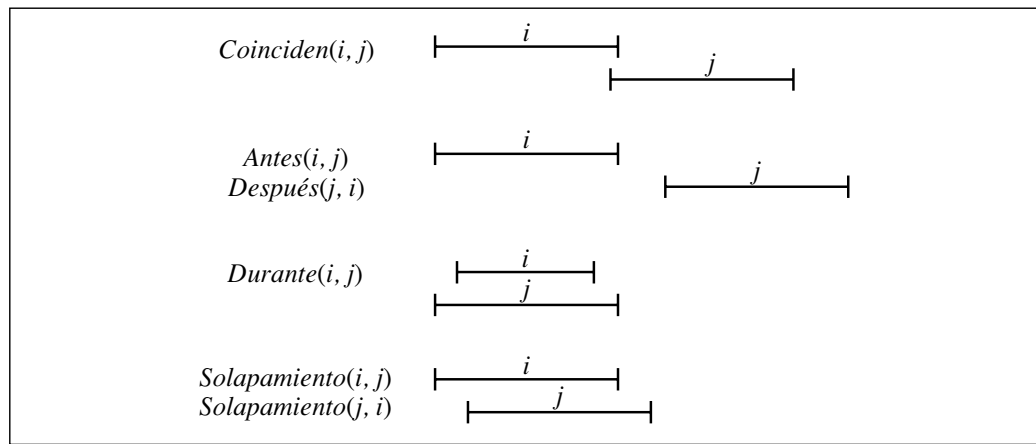 Coinciden(i, j)
i
j
Antes(i, j)
Después(j, i)
i
j
Durante(i, j)
i
j
Solapamiento(i, j)
Solapamiento(j, i)
i
j